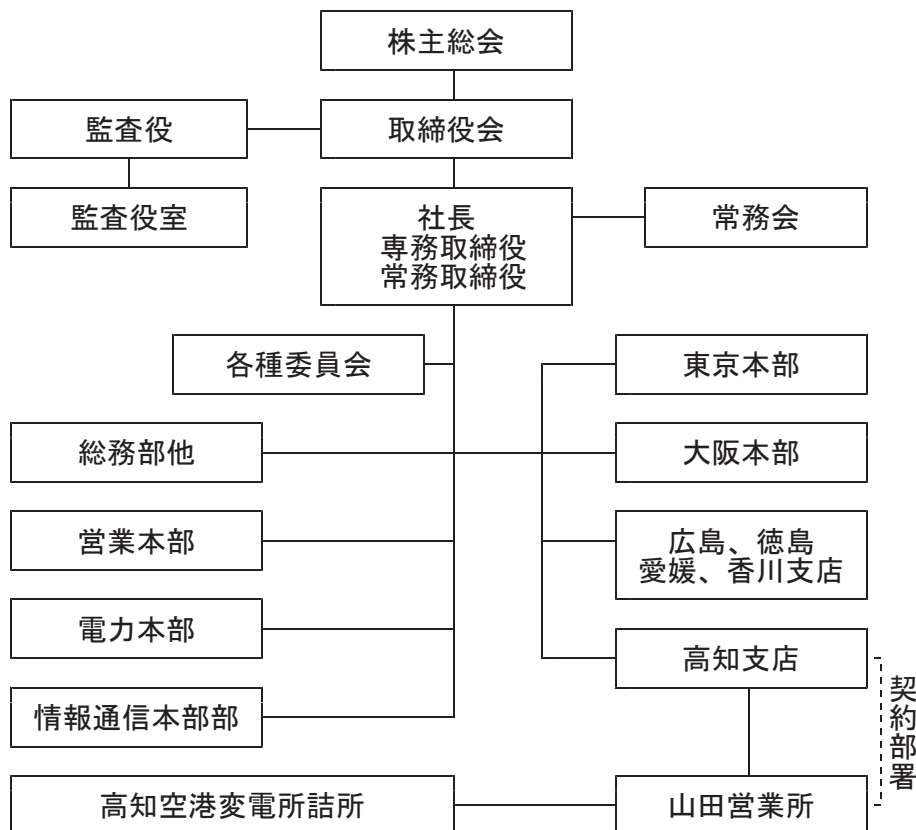 株主総会
監査役
取締役会
監査役室
社長
専務取締役
常務取締役
常務会
各種委員会
東京本部
総務部他
大阪本部
営業本部
広島、徳島
愛媛、香川支店
電力本部
高知支店
情報通信本部部
契約部署
高知空港変電所詰所
山田営業所